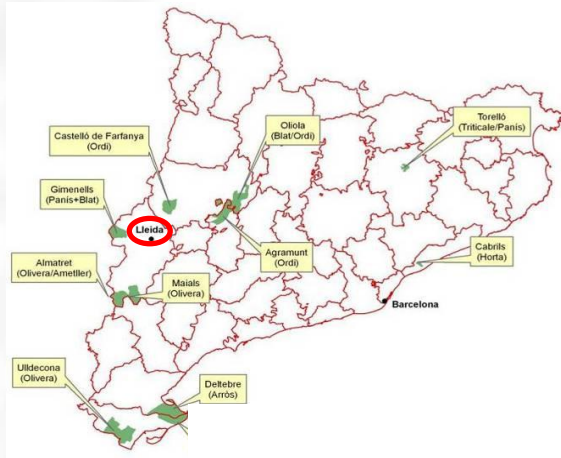 Torelló
(Triticale/Panís)
Oliola
(Blat/Ordi)
Castelló de Farfanya
(Ordi)
Gimenells
(Panís+Blat)
Lleida
Agramunt
(Ordi)
Cabrils
(Horta)
Almatret
(Olivera/Ametller)
Maials
(Olivera)
Barcelona
Ulldecona
(Olivera)
Deltebre
(Arròs)